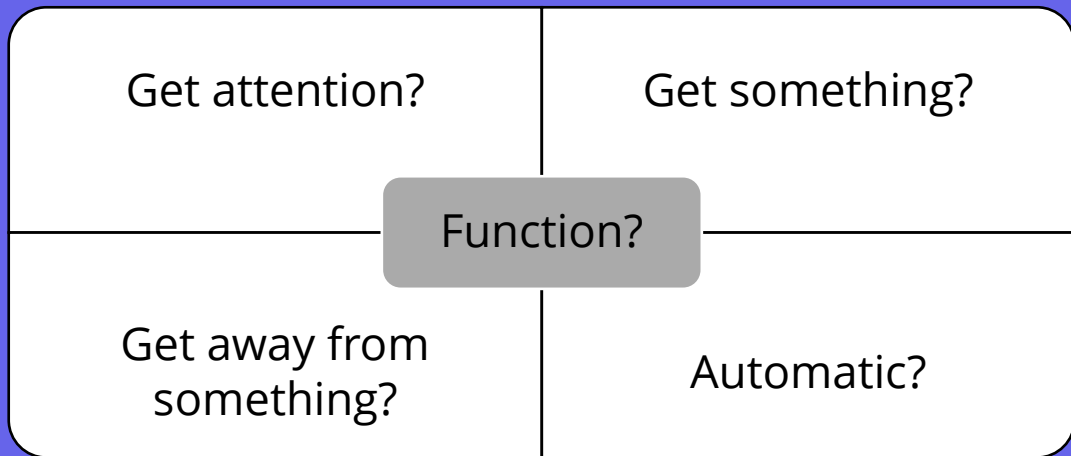 Get attention?
Get something?
Function?
Get away from
something?
Automatic?